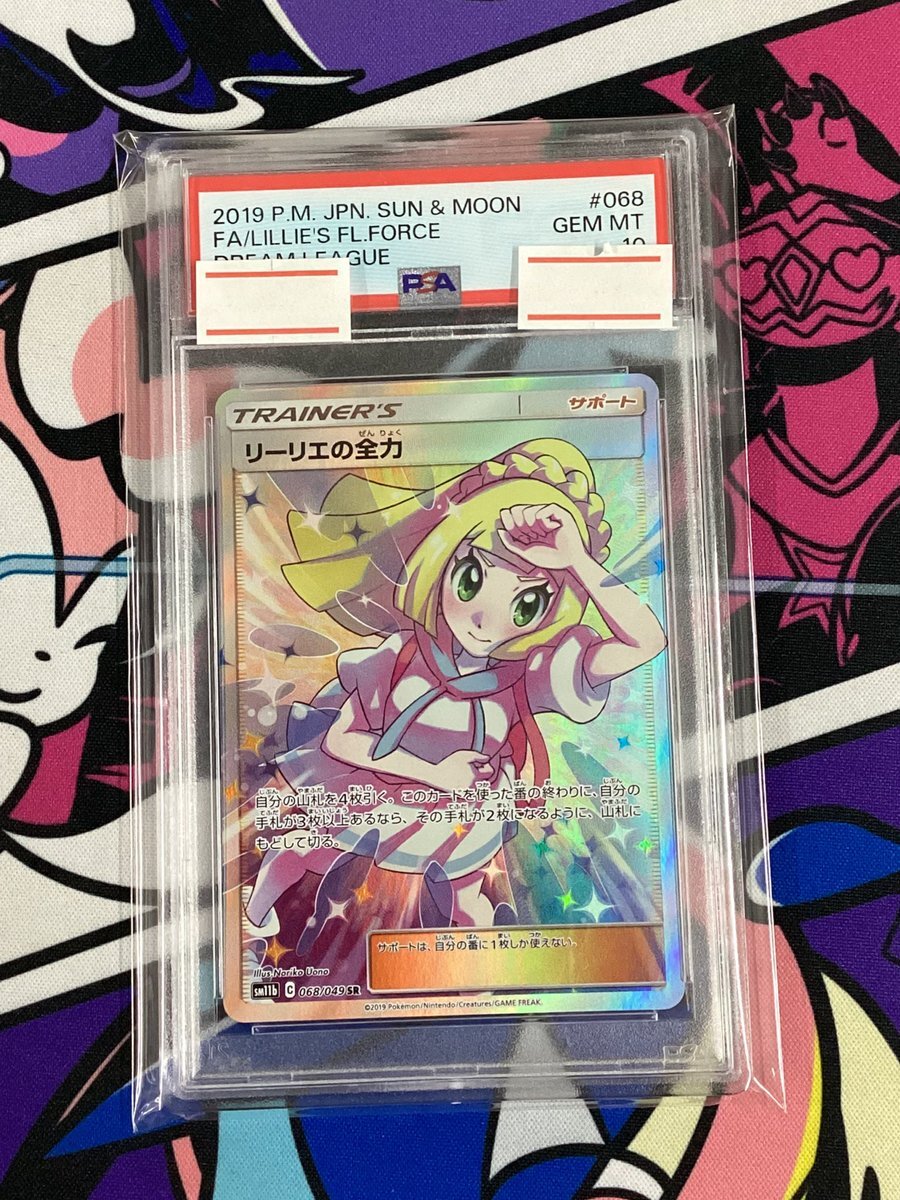 2019 P.M. JPN. SUN & MOON #068
FA/LILLIE'S FL.FORCE GEM MT
DREAM LEAGUE 10
PSA
TRAINER'S サポート
リーリエの全力
自分の山札を4枚引く。このカードを使った番の終わりに、自分の
手札が3枚以上あるなら、その手札が2枚になるように、山札に
もどして切る。
サポートは、自分の番に1枚しか使えない。
Illus. Noriko Uono
sm11b C 068/049 SR
©2019 Pokémon/Nintendo/Creatures/GAME FREAK.